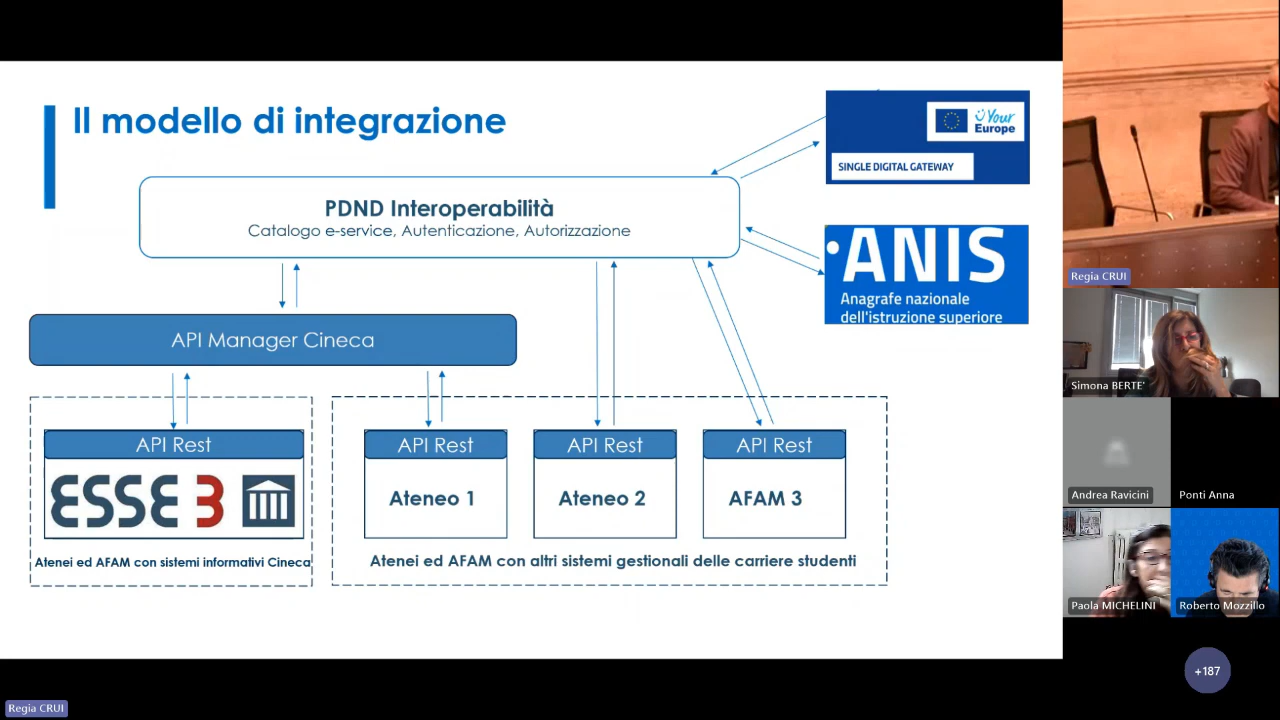 Il modello di integrazione
Your
Europe
SINGLE DIGITAL GATEWAY
PDND Interoperabilità
Catalogo e-service, Autenticazione, Autorizzazione
ANIS
Anagrafe nazionale
dell'istruzione superiore
API Manager Cineca
API Rest
ESSE 3
Atenei ed AFAM con sistemi informativi Cineca
API Rest
Ateneo 1
API Rest
Ateneo 2
API Rest
AFAM 3
Atenei ed AFAM con altri sistemi gestionali delle carriere studenti
Regia CRUI
Simona BERTE'
Andrea Ravicini
Ponti Anna
Paola MICHELINI
Roberto Mozzillo
+187
Regia CRUI